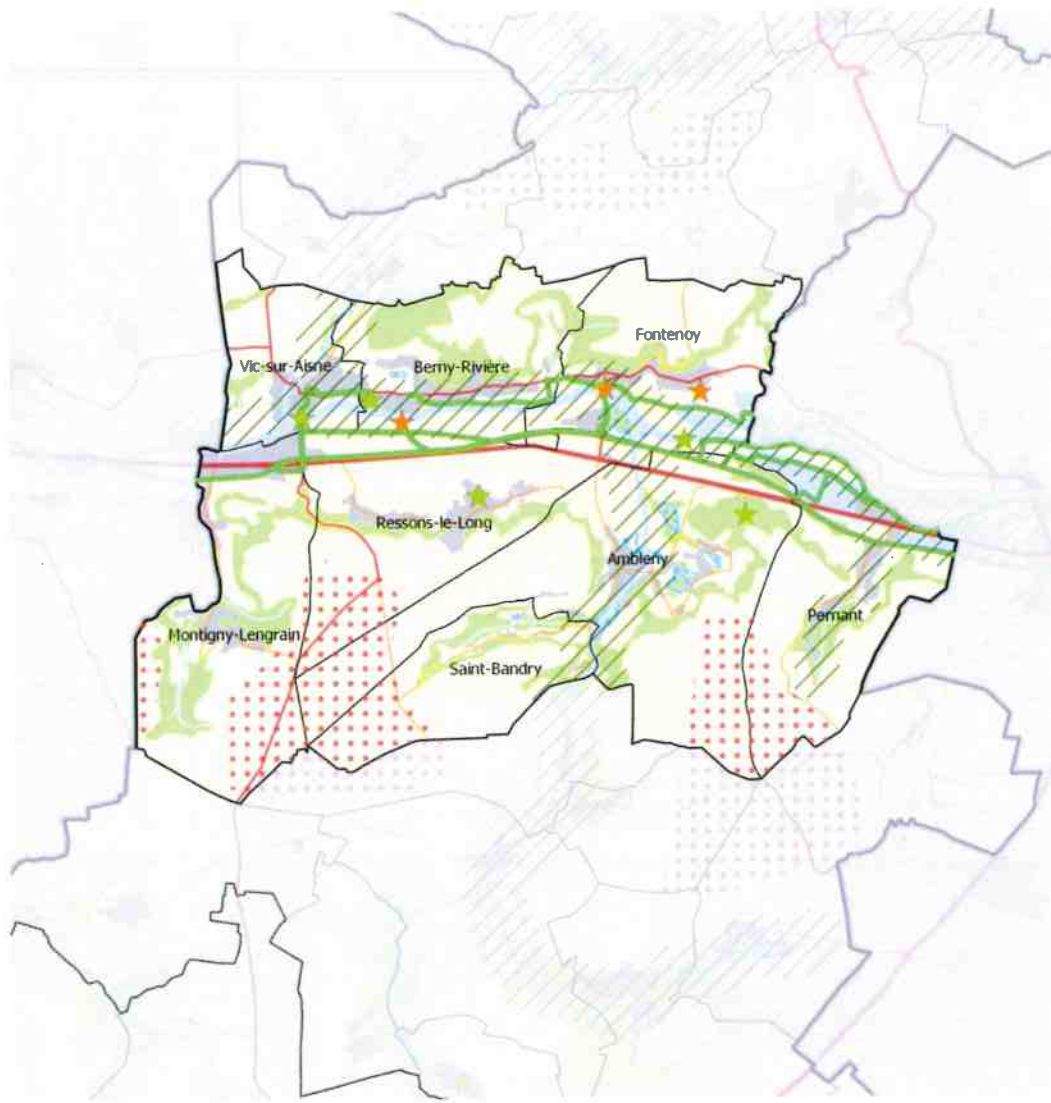 Fontenoy
Vic-sur-Aisne
Berny-Rivière
Ressons-le-Long
Ambleny
Montigny-Lengrain
Pernant
Saint-Bandry